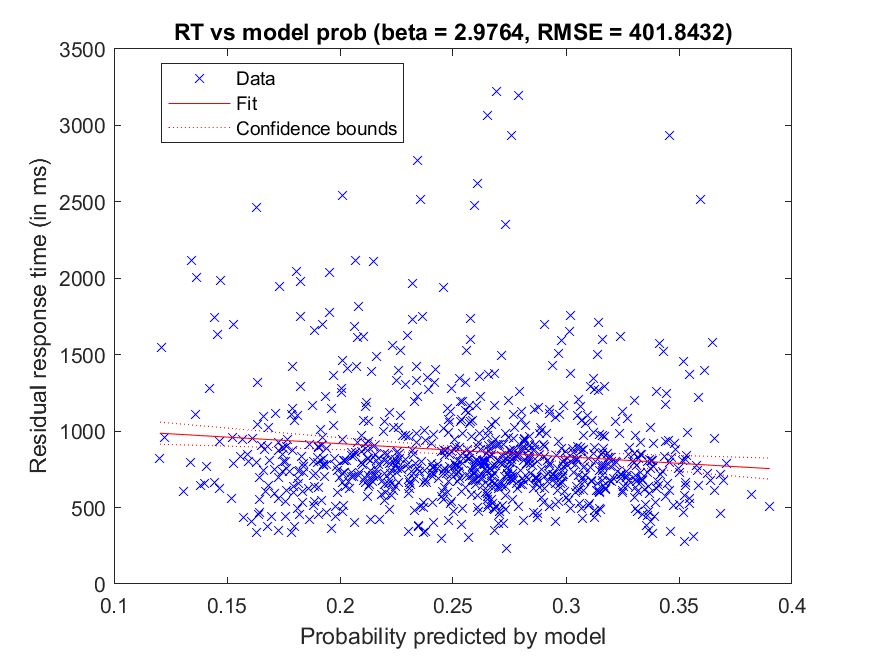 RT vs model prob (beta = 2.9764, RMSE = 401.8432)
3500
3000
2500
2000
1500
1000
500
0
Residual response time (in ms)
Data
Fit
Confidence bounds
0.1 0.15 0.2 0.25 0.3 0.35 0.4
Probability predicted by model